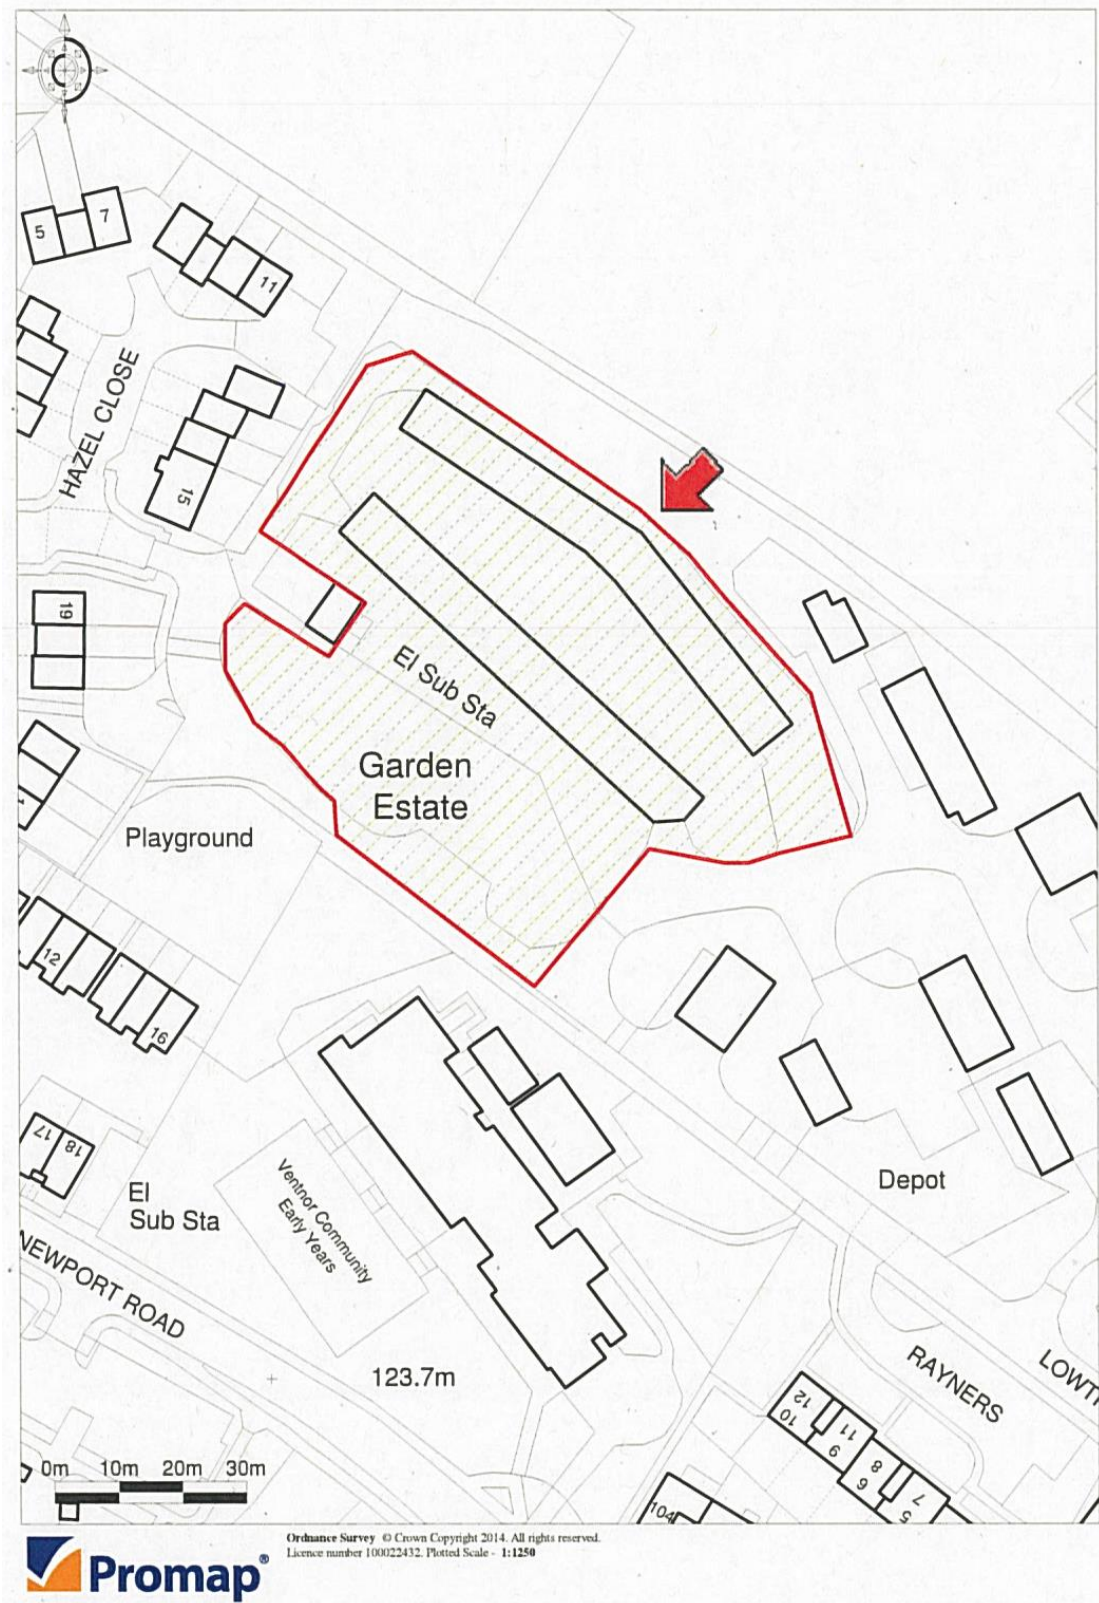 5
7
11
HAZEL CLOSE
15
19
El Sub Sta
Garden
Estate
Playground
12
16
17
18
El
Sub Sta
Ventnor Community
Early Years
Depot
NEWPORT ROAD
123.7m
RAYNERS
12
10
11
9
8
6
7
5
104
0m 10m 20m 30m
Promap®
Ordnance Survey © Crown Copyright 2014. All rights reserved.
Licence number 100022432. Plotted Scale - 1:1250